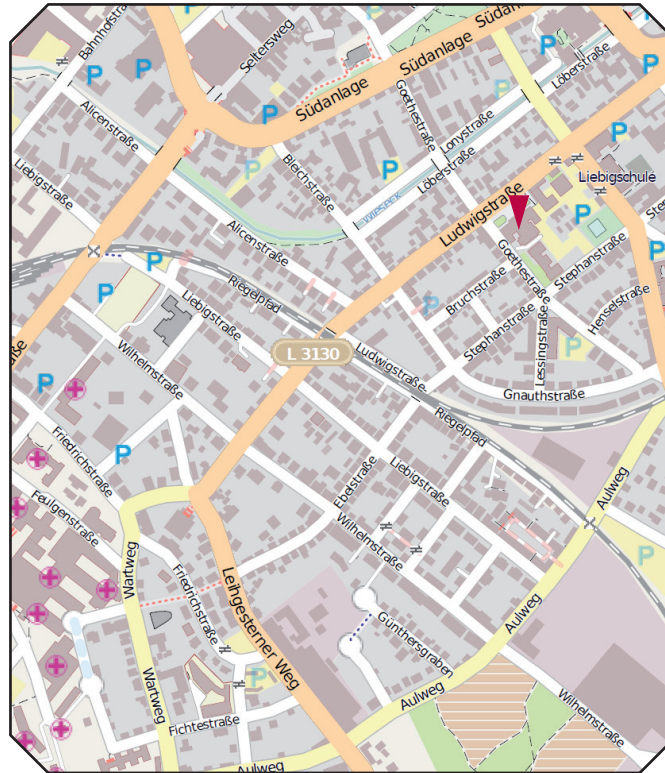 Bahnhofstraße
Seltersweg
Südanlage
Südanlage
Südanlage
P
P
P
P
Löberstraße
P
P
P
Alicenstraße
Goethestraße
Lonystraße
Löberstraße
P
P
P
Liebigstraße
Bleichstraße
Wieseck
Ludwigstraße
Liebigschule
P
Alicenstraße
Goethestraße
Stephanstraße
P
P
P
Riegelpfad
Bruchstraße
P
Liebigstraße
Henselstraße
Stephanstraße
Lessingstraße
L 3130
Ludwigstraße
P
Wilhelmstraße
P
Gnauthstraße
Riegelpfad
Friedrichstraße
P
Liebigstraße
Ebelstraße
Aulweg
Feulgenstraße
Wilhelmstraße
Wartweg
P
Friedrichstraße
Leihgesterner Weg
Aulweg
Günthersgraben
Wartweg
P
Aulweg
Wilhelmstraße
Fichtestraße
Aulweg